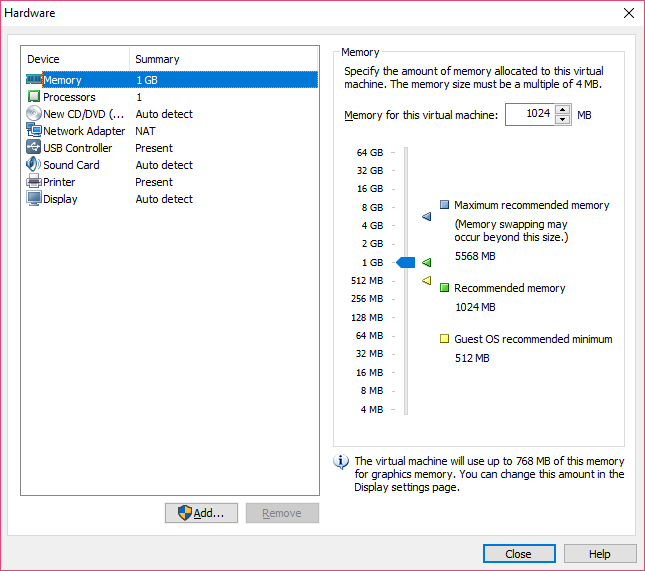 Hardware
Device Summary
Memory 1 GB
Processors 1
New CD/DVD (... Auto detect
Network Adapter NAT
USB Controller Present
Sound Card Auto detect
Printer Present
Display Auto detect
Add...
Remove
Memory
Specify the amount of memory allocated to this virtual
machine. The memory size must be a multiple of 4 MB.
Memory for this virtual machine: 1024 MB
64 GB
32 GB
16 GB
8 GB
4 GB
2 GB
1 GB
512 MB
256 MB
128 MB
64 MB
32 MB
16 MB
8 MB
4 MB
Maximum recommended memory
(Memory swapping may
occur beyond this size.)
5568 MB
Recommended memory
1024 MB
Guest OS recommended minimum
512 MB
The virtual machine will use up to 768 MB of this memory
for graphics memory. You can change this amount in the
Display settings page.
Close
Help